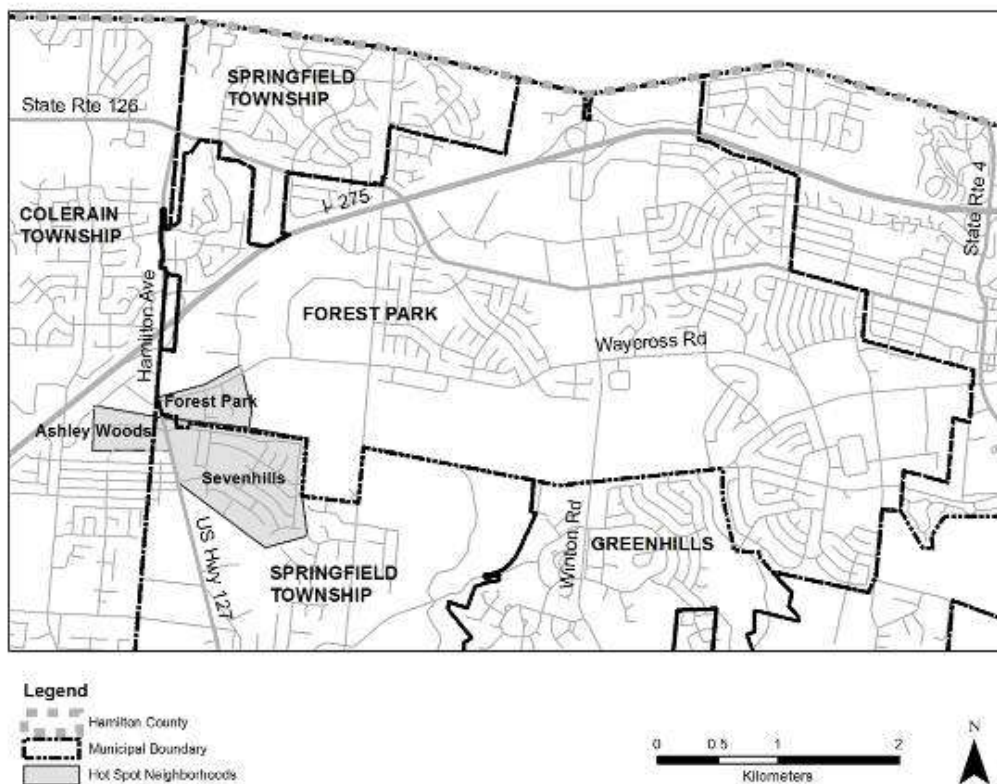 SPRINGFIELD
TOWNSHIP
State Rte 126
COLERAIN
TOWNSHIP
I-275
State Rte 4
Hamilton Ave
FOREST PARK
Waycross Rd
Forest Park
Ashley Woods
Sevenhills
US Hwy 127
SPRINGFIELD
TOWNSHIP
Winton Rd
GREENHILLS
Legend
Hamilton County
Municipal Boundary
Hot Spot Neighborhoods
0 0.5 1 2
Kilometers
N